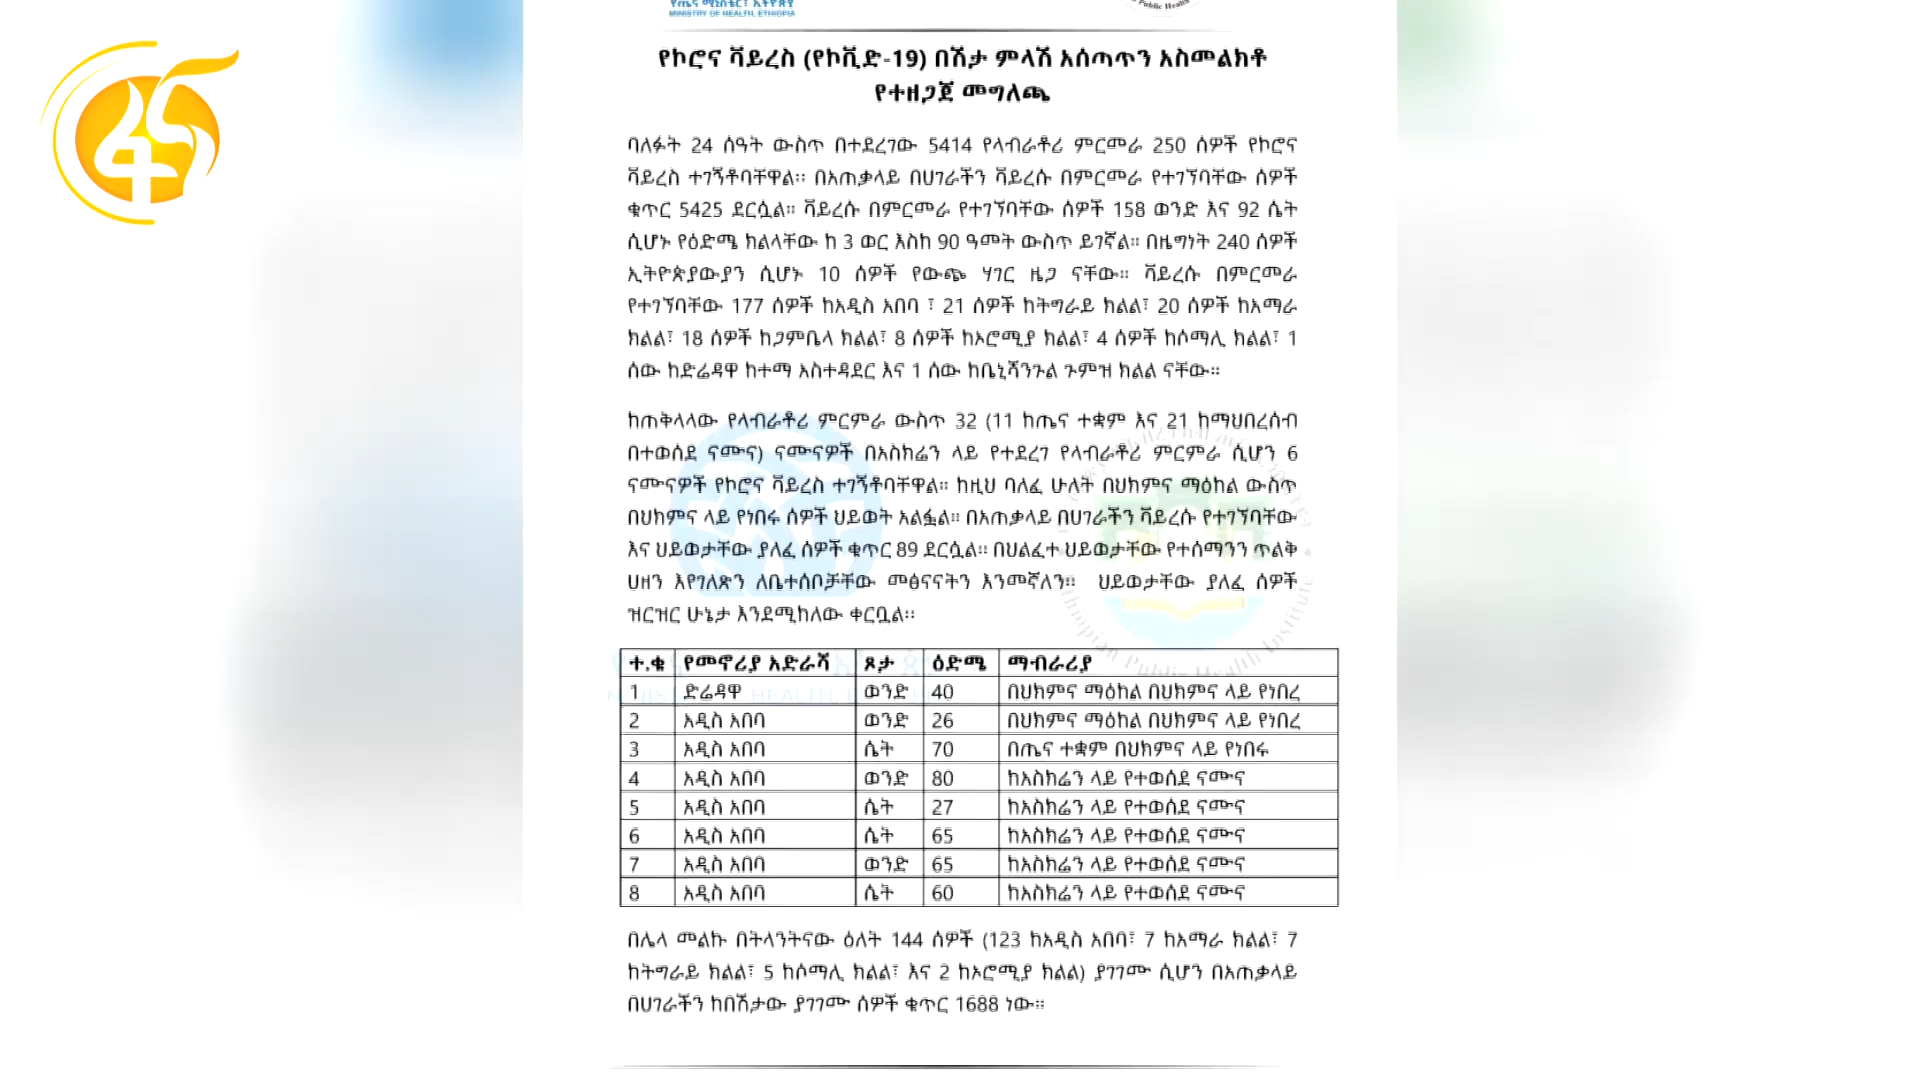 የጤና ሚኒስቴር፣ ኢትዮጵያ
MINISTRY OF HEALTH, ETHIOPIA
Public Health
የኮሮና ቫይረስ (የኮቪድ-19) በሽታ ምላሽ አሰጣጥን አስመልክቶ
የተዘጋጀ መግለጫ
ባለፉት 24 ሰዓት ውስጥ በተደረገው 5414 የላብራቶሪ ምርመራ 250 ሰዎች የኮሮና
ቫይረስ ተገኝቶባቸዋል። በአጠቃላይ በሀገራችን ቫይረሱ በምርመራ የተገኘባቸው ሰዎች
ቁጥር 5425 ደርሷል። ቫይረሱ በምርመራ የተገኘባቸው ሰዎች 158 ወንድ እና 92 ሴት
ሲሆኑ የዕድሜ ክልላቸው ከ 3 ወር እስከ 90 ዓመት ውስጥ ይገኛል። በዜግነት 240 ሰዎች
ኢትዮጵያውያን ሲሆኑ 10 ሰዎች የውጭ ሃገር ዜጋ ናቸው። ቫይረሱ በምርመራ
የተገኘባቸው 177 ሰዎች ከአዲስ አበባ ፣ 21 ሰዎች ከትግራይ ክልል፣ 20 ሰዎች ከአማራ
ክልል፣ 18 ሰዎች ከጋምቤላ ክልል፣ 8 ሰዎች ከኦሮሚያ ክልል፣ 4 ሰዎች ከሶማሊ ክልል፣ 1
ሰው ከድሬዳዋ ከተማ አስተዳደር እና 1 ሰው ከቤኒሻንጉል ጉምዝ ክልል ናቸው።
ከጠቅላላው የላብራቶሪ ምርምራ ውስጥ 32 (11 ከጤና ተቋም እና 21 ከማህበረሰብ
በተወሰደ ናሙና) ናሙናዎች በአስክሬን ላይ የተደረገ የላብራቶሪ ምርምራ ሲሆን 6
ናሙናዎች የኮሮና ቫይረስ ተገኝቶባቸዋል። ከዚህ ባለፈ ሁለት በህክምና ማዕከል ውስጥ
በህክምና ላይ የነበሩ ሰዎች ህይወት አልፏል። በአጠቃላይ በሀገራችን ቫይረሱ የተገኘባቸው
እና ህይወታቸው ያለፈ ሰዎች ቁጥር 89 ደርሷል። በህልፈተ ህይወታቸው የተሰማንን ጥልቅ
ሀዘን እየገለጽን ለቤተሰቦቻቸው መፅናናትን እንመኛለን። ህይወታቸው ያለፈ ሰዎች
ዝርዝር ሁኔታ እንደሚከለው ቀርቧል።
ተ.ቁ የመኖሪያ አድራሻ ጾታ ዕድሜ ማብራሪያ
1 ድሬዳዋ ወንድ 40 በህክምና ማዕከል በህክምና ላይ የነበረ
2 አዲስ አበባ ወንድ 26 በህክምና ማዕከል በህክምና ላይ የነበረ
3 አዲስ አበባ ሴት 70 በጤና ተቋም በህክምና ላይ የነበሩ
4 አዲስ አበባ ወንድ 80 ከአስክሬን ላይ የተወሰደ ናሙና
5 አዲስ አበባ ሴት 27 ከአስክሬን ላይ የተወሰደ ናሙና
6 አዲስ አበባ ሴት 65 ከአስክሬን ላይ የተወሰደ ናሙና
7 አዲስ አበባ ወንድ 65 ከአስክሬን ላይ የተወሰደ ናሙና
8 አዲስ አበባ ሴት 60 ከአስክሬን ላይ የተወሰደ ናሙና
በሌላ መልኩ በትላንትናው ዕለት 144 ሰዎች (123 ከአዲስ አበባ፣ 7 ከአማራ ክልል፣ 7
ከትግራይ ክልል፣ 5 ከሶማሊ ክልል፣ እና 2 ከኦሮሚያ ክልል) ያገገሙ ሲሆን በአጠቃላይ
በሀገራችን ከበሽታው ያገገሙ ሰዎች ቁጥር 1688 ነው።